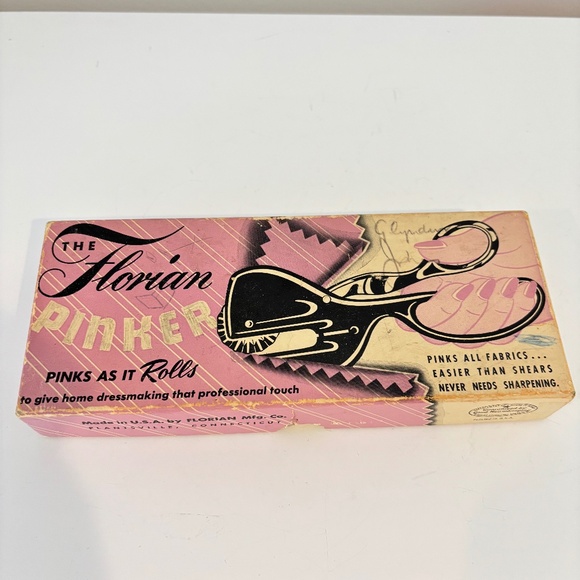 THE
Florian
PINKER
PINKS AS IT Rolls
to give home dressmaking that professional touch
Glynda
PINKS ALL FABRICS...
EASIER THAN SHEARS
NEVER NEEDS SHARPENING.
Made in U.S.A. by FLORIAN Mfg. Co.
PLANTSVILLE, CONNECTICUT